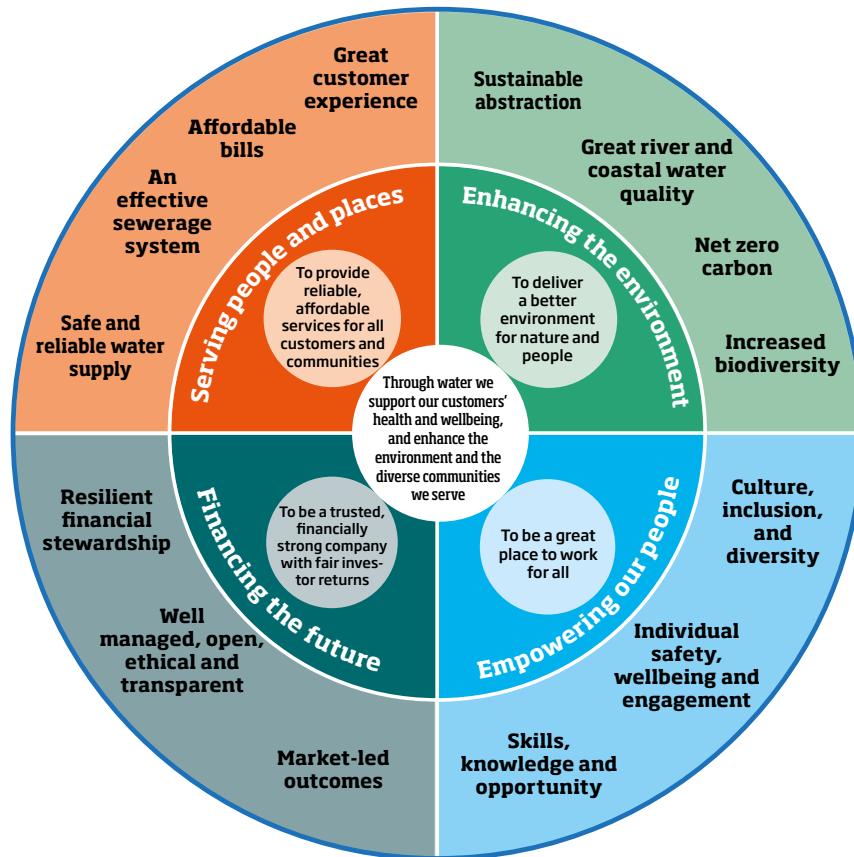 Great
customer
experience
Affordable
bills
An
effective
sewerage
system
Safe and
reliable water
supply
Serving people and places
To provide
reliable,
affordable
services for all
customers and
communities
Sustainable
abstraction
Great river and
coastal water
quality
Net zero
carbon
Increased
biodiversity
Enhancing the environment
To deliver
a better
environment
for nature and
people
Through water we
support our customers’
health and wellbeing,
and enhance the
environment and the
diverse communities
we serve
Resilient
financial
stewardship
Well
managed, open,
ethical and
transparent
Market-led
outcomes
Financing the future
To be a trusted,
financially
strong company
with fair inves-
tor returns
Culture,
inclusion,
and
diversity
Individual
safety,
wellbeing and
engagement
Skills,
knowledge and
opportunity
Empowering our people
To be a great
place to work
for all